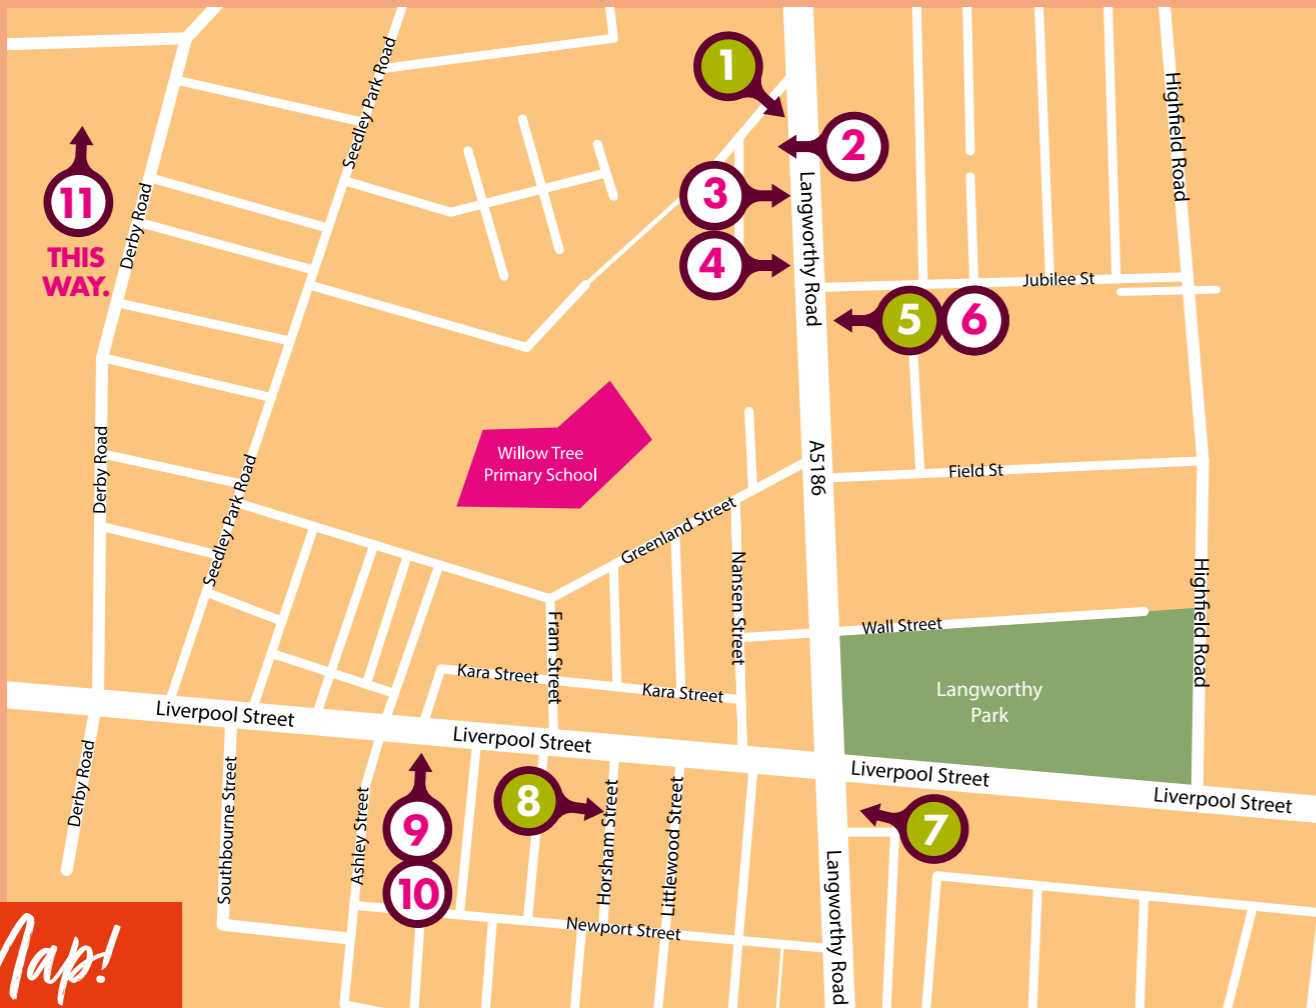 1
2
3
4
5
6
7
8
9
10
11
THIS
WAY.
Derby Road
Derby Road
Derby Road
Seedley Park Road
Seedley Park Road
Langworthy Road
A5186
Langworthy Road
Highfield Road
Highfield Road
Jubilee St
Field St
Willow Tree
Primary School
Greenland Street
Nansen Street
Fram Street
Kara Street
Kara Street
Wall Street
Langworthy
Park
Liverpool Street
Liverpool Street
Liverpool Street
Liverpool Street
Southbourne Street
Ashley Street
Horsham Street
Littlewood Street
Newport Street
Map!